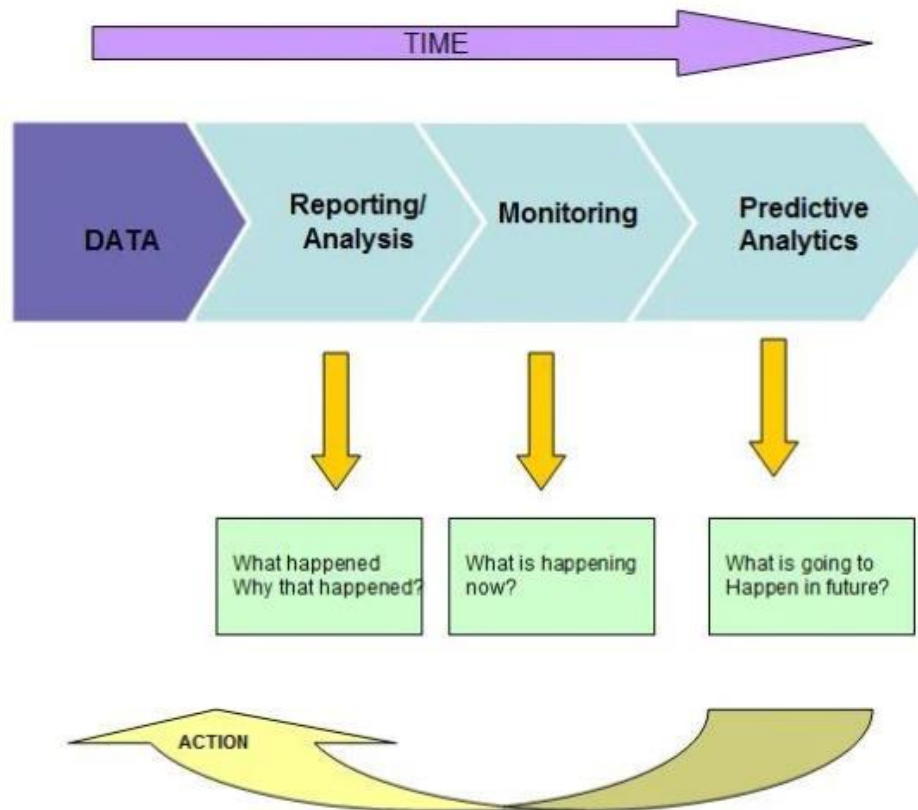 TIME
DATA
Reporting/
Analysis
Monitoring
Predictive
Analytics
What happened
Why that happened?
What is happening
now?
What is going to
Happen in future?
ACTION